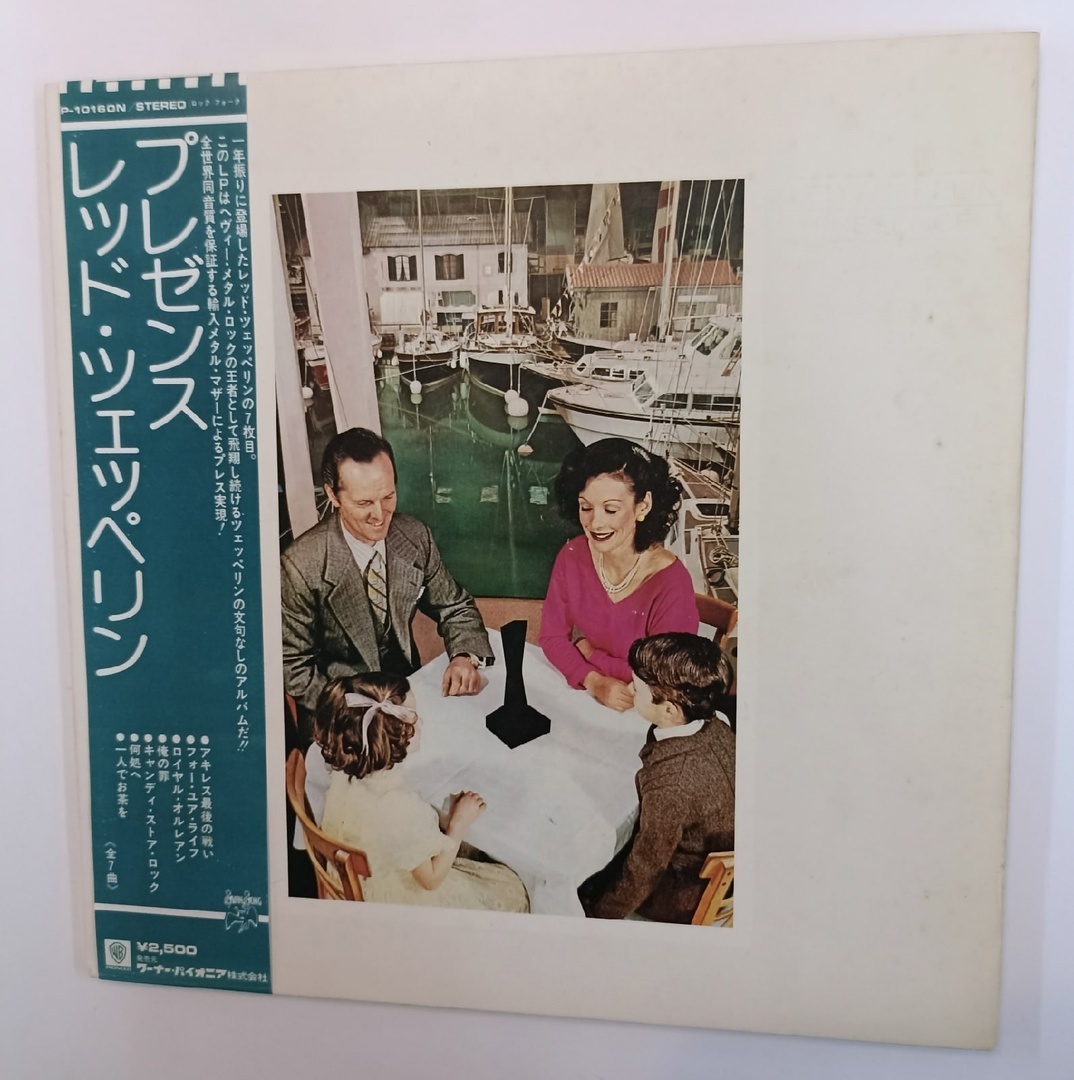 P-10160N / STEREO ロック フォーク
プレゼンス
レッド・ツェッペリン
一年振りに登場したレッド・ツェッペリンの7枚目。
このLPはヘヴィー・メタル・ロックの王者として飛翔し続けるツェッペリンの文句なしのアルバムだ!!
全世界同音質を保証する輸入メタル・マザーによるプレス実現!
●アキレス最後の戦い
●フォー・ユア・ライフ
●ロイヤル・オルレアン
●俺の罪
●キャンディ・ストア・ロック
●何処へ
●一人でお茶を
《全7曲》
SWAN SONG
WB
PIONEER
¥2,500
発売元
ワーナー・パイオニア株式会社